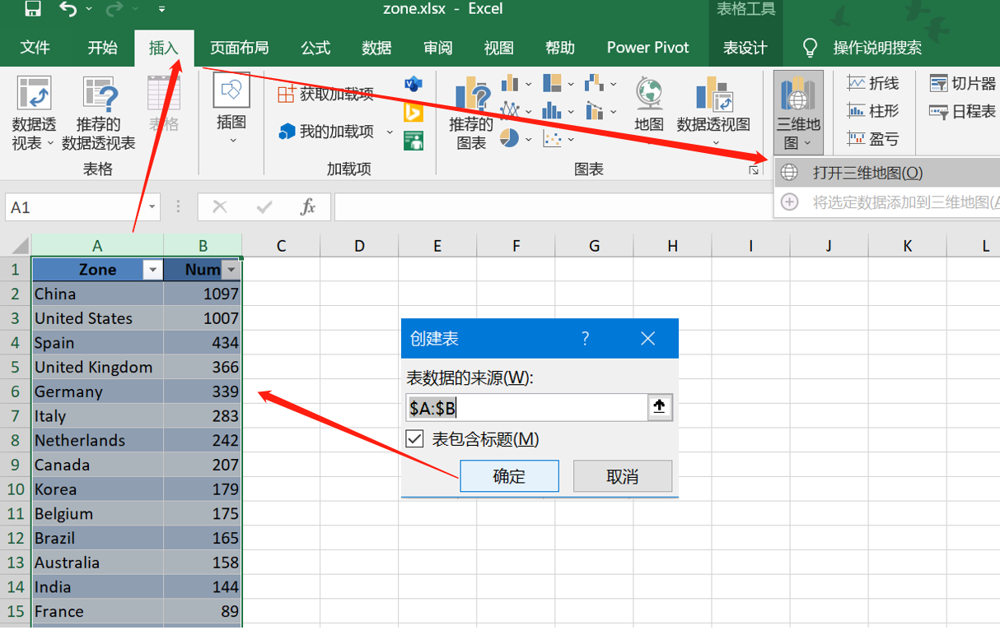 zone.xlsx - Excel
表格工具
文件 开始 插入 页面布局 公式 数据 审阅 视图 帮助 Power Pivot 表设计 操作说明搜索
数据透
视表
推荐的
数据透视表
表格
表格
插图
获取加载项
我的加载项
加载项
推荐的
图表
地图
数据透视图
图表
三维地
图
折线
柱形
盈亏
切片器
日程表
打开三维地图(O)
将选定数据添加到三维地图(A
A1
fx
A B C D E F G H I J K L
1 Zone Num
2 China 1097
3 United States 1007
4 Spain 434
5 United Kingdom 366
6 Germany 339
7 Italy 283
8 Netherlands 242
9 Canada 207
10 Korea 179
11 Belgium 175
12 Brazil 165
13 Australia 158
14 India 144
15 France 89
创建表 ?
表数据的来源(W):
$A:$B
表包含标题(M)
确定 取消